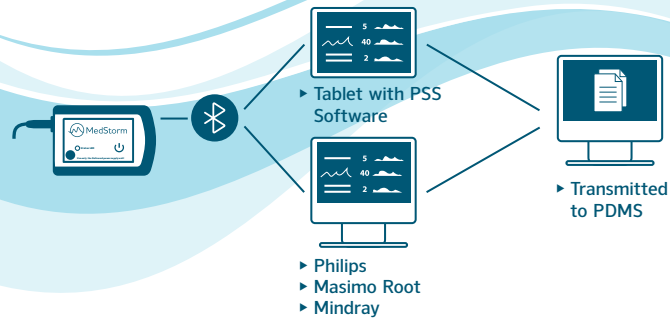 MedStorm
5
40
2
▸ Tablet with PSS
Software
5
40
2
▸ Philips
▸ Masimo Root
▸ Mindray
▸ Transmitted
to PDMS